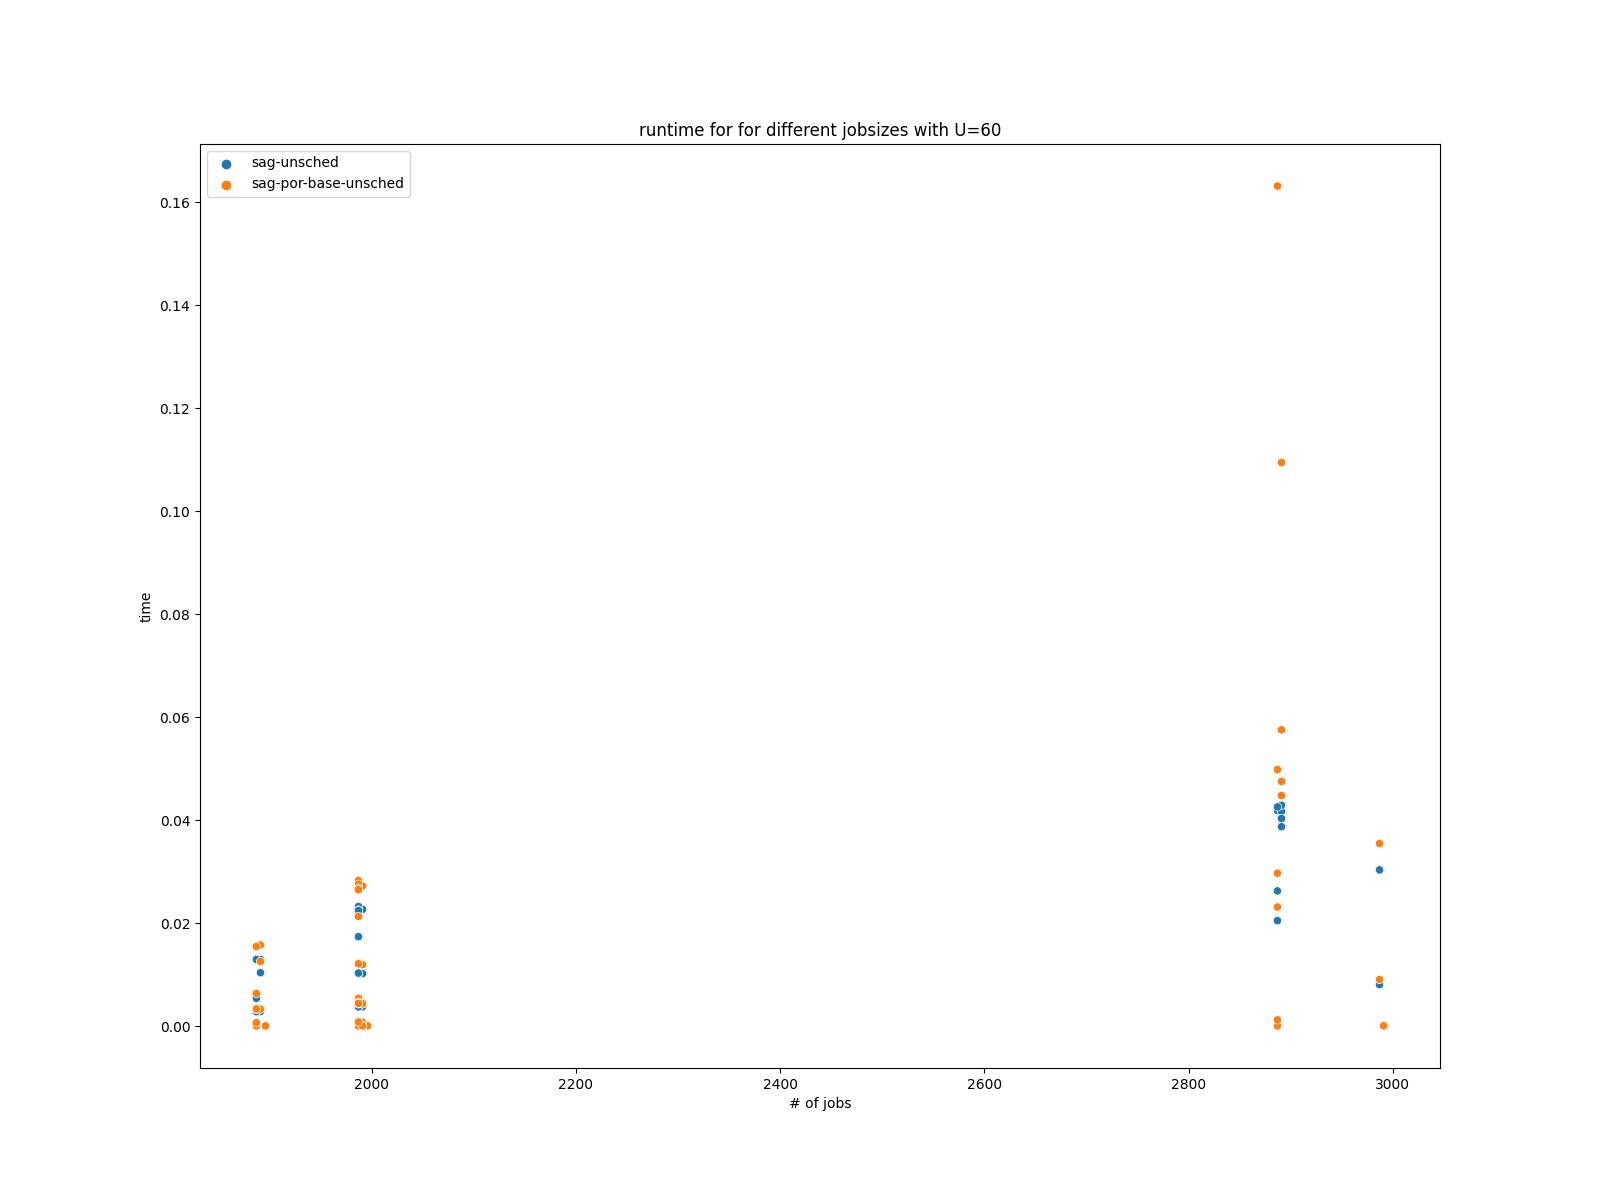 runtime for for different jobsizes with U=60
sag-unsched
sag-por-base-unsched
0.16
0.14
0.12
0.10
0.08
0.06
0.04
0.02
0.00
time
2000 2200 2400 2600 2800 3000
# of jobs